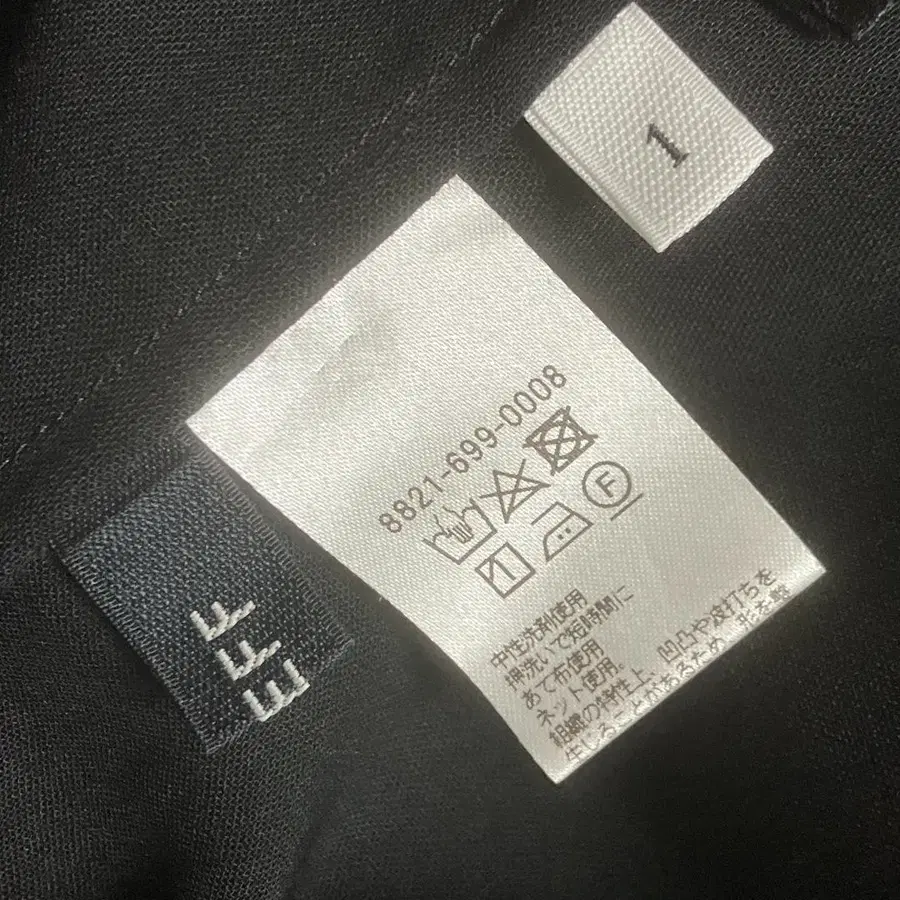 1
8821-699-0008
F
中性洗剤使用
押洗いで短時間に
あて布使用
ネット使用。
組織の特性上、凹凸や波打ちを
生じることがあるため、形を整
EFF